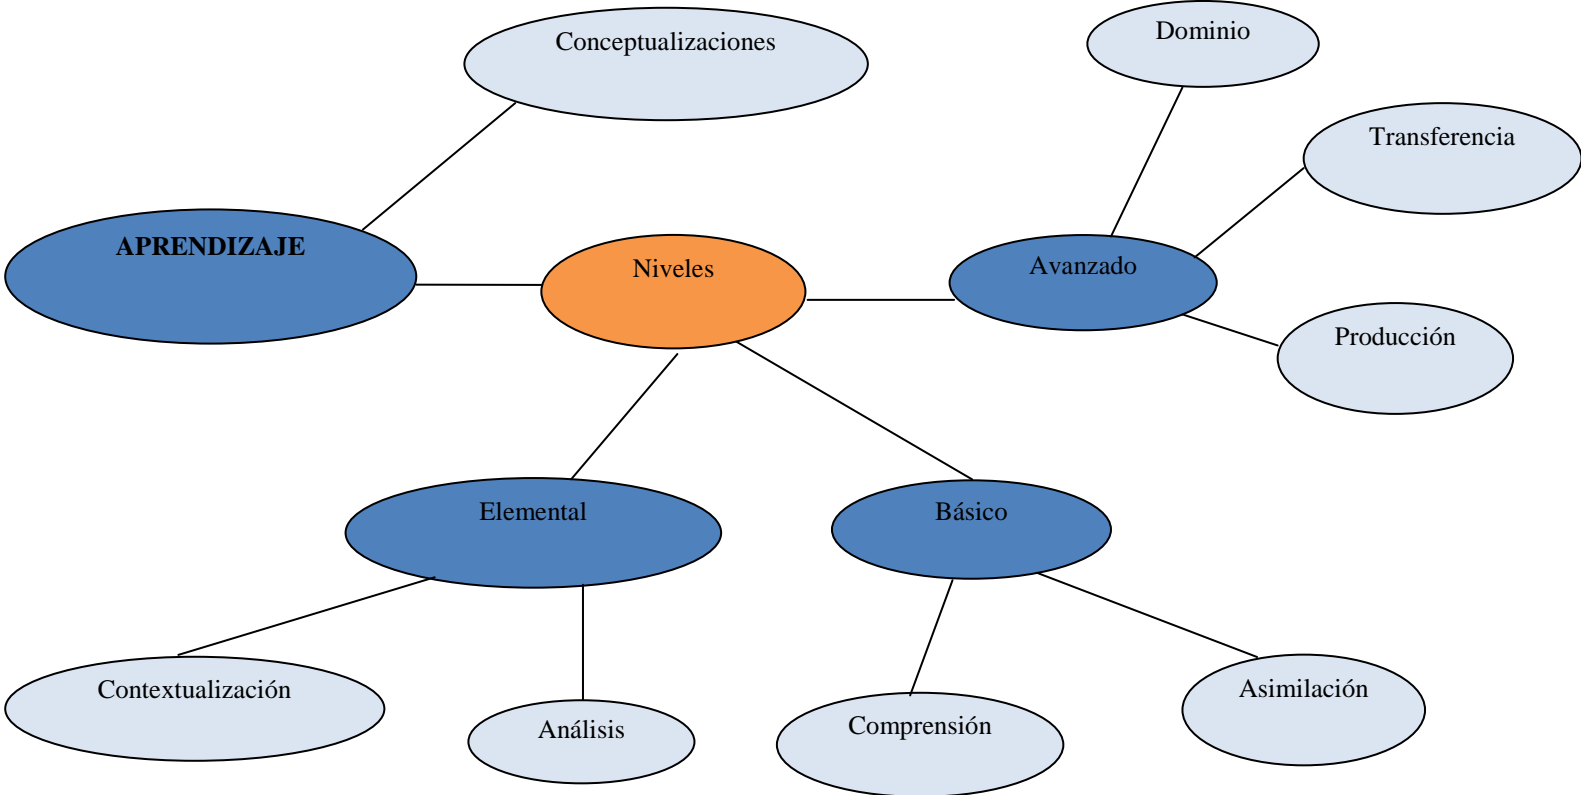 Conceptualizaciones
Dominio
Transferencia
APRENDIZAJE
Niveles
Avanzado
Producción
Elemental
Básico
Contextualización
Análisis
Comprensión
Asimilación